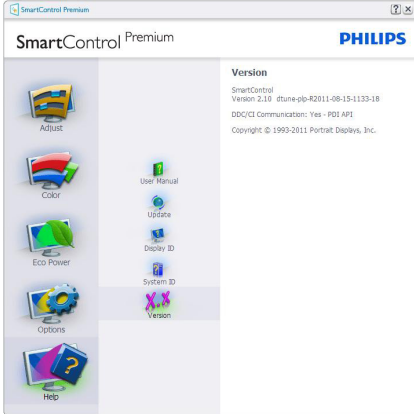 SmartControl Premium
SmartControl Premium
PHILIPS
Adjust
Color
Eco Power
Options
Help
User Manual
Update
Display ID
System ID
X.X
Version
Version
SmartControl
Version 2.10 dtune-plp-R2011-08-15-1133-18
DDC/CI Communication: Yes - PDI API
Copyright © 1993-2011 Portrait Displays, Inc.